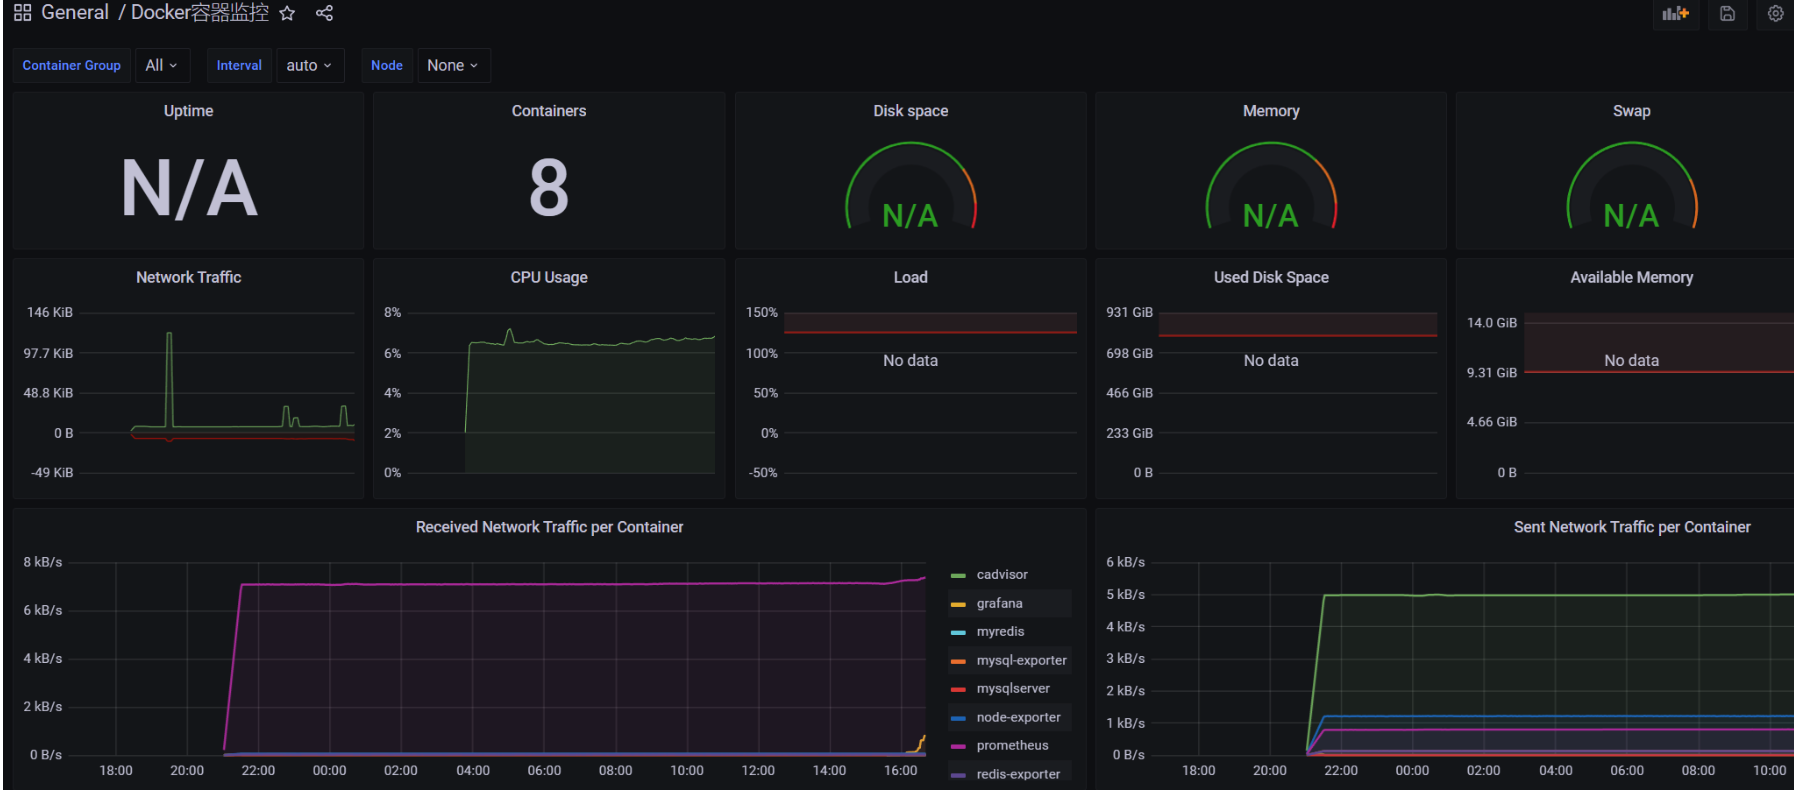 General / Docker容器监控
Container Group All Interval auto Node None
Uptime
N/A
Containers
8
Disk space
N/A
Memory
N/A
Swap
N/A
Network Traffic
146 KiB
97.7 KiB
48.8 KiB
0 B
-49 KiB
CPU Usage
8%
6%
4%
2%
0%
Load
150%
100%
50%
0%
-50%
No data
Used Disk Space
931 GiB
698 GiB
466 GiB
233 GiB
0 B
No data
Available Memory
14.0 GiB
9.31 GiB
4.66 GiB
0 B
No data
Received Network Traffic per Container
8 kB/s
6 kB/s
4 kB/s
2 kB/s
0 B/s
18:00 20:00 22:00 00:00 02:00 04:00 06:00 08:00 10:00 12:00 14:00 16:00
cadvisor
grafana
myredis
mysql-exporter
mysqlserver
node-exporter
prometheus
redis-exporter
Sent Network Traffic per Container
6 kB/s
5 kB/s
4 kB/s
3 kB/s
2 kB/s
1 kB/s
0 B/s
18:00 20:00 22:00 00:00 02:00 04:00 06:00 08:00 10:00